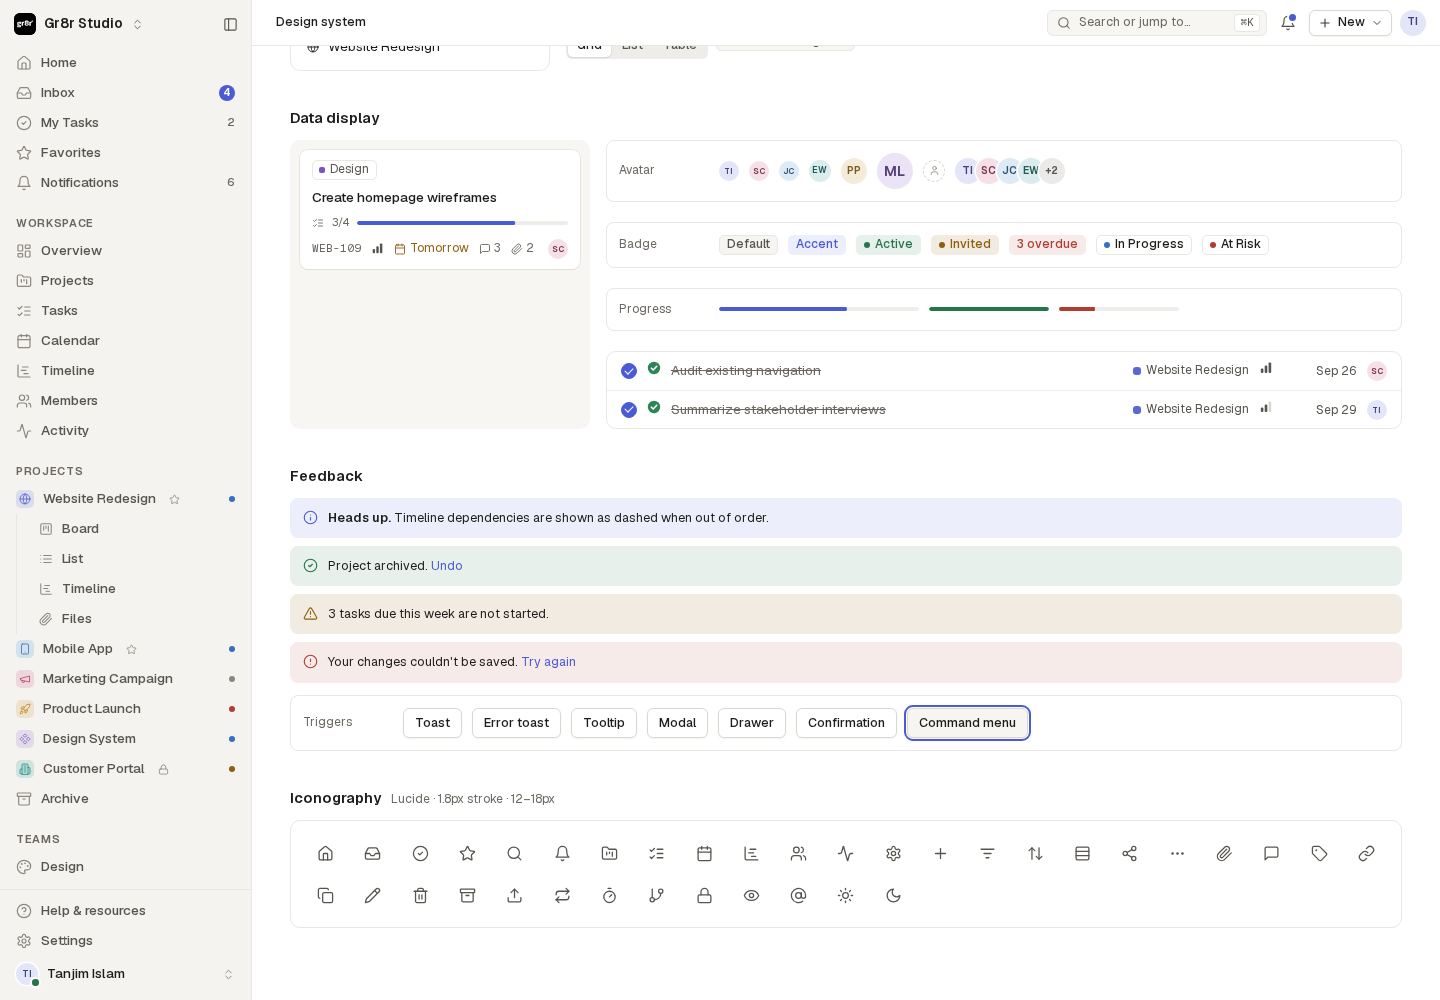 gr8r Gr8r Studio
Design system
Search or jump to...
⌘K
New
TI
Home
Inbox 4
My Tasks 2
Favorites
Notifications 6
WORKSPACE
Overview
Projects
Tasks
Calendar
Timeline
Members
Activity
PROJECTS
Website Redesign
Board
List
Timeline
Files
Mobile App
Marketing Campaign
Product Launch
Design System
Customer Portal
Archive
TEAMS
Design
Help & resources
Settings
TI Tanjim Islam
Website Redesign
Grid List Table
Data display
Design
Create homepage wireframes
3/4
WEB-109 Tomorrow 3 2 SC
Avatar TI SC JC EW PP ML TI SC JC EW +2
Badge Default Accent Active Invited 3 overdue In Progress At Risk
Progress
Audit existing navigation Website Redesign Sep 26 SC
Summarize stakeholder interviews Website Redesign Sep 29 TI
Feedback
Heads up. Timeline dependencies are shown as dashed when out of order.
Project archived. Undo
3 tasks due this week are not started.
Your changes couldn't be saved. Try again
Triggers Toast Error toast Tooltip Modal Drawer Confirmation Command menu
Iconography Lucide · 1.8px stroke · 12–18px